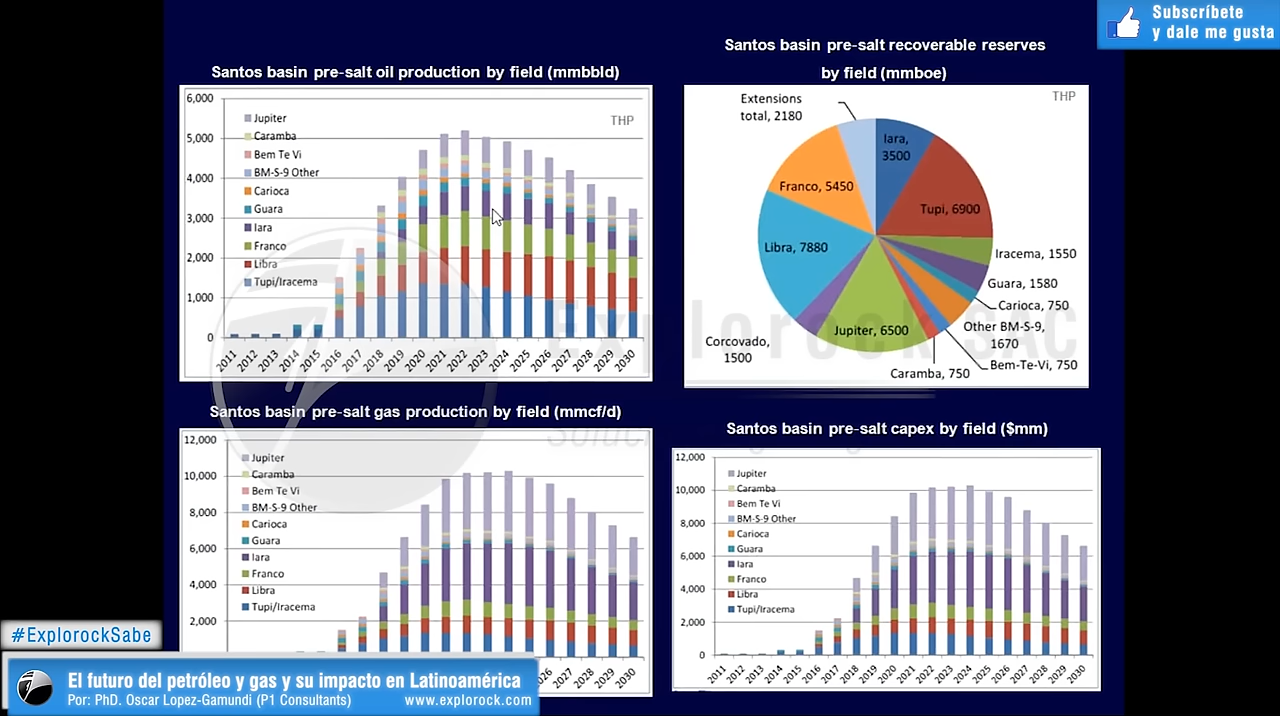 Subscríbete
y dale me gusta
Santos basin pre-salt oil production by field (mmbbld)
6,000
5,000
4,000
3,000
2,000
1,000
0
THP
Jupiter
Caramba
Bem Te Vi
BM-S-9 Other
Carioca
Guara
Iara
Franco
Libra
Tupi/Iracema
2011 2012 2013 2014 2015 2016 2017 2018 2019 2020 2021 2022 2023 2024 2025 2026 2027 2028 2029 2030
Santos basin pre-salt recoverable reserves
by field (mmboe)
THP
Extensions
total, 2180
Iara,
3500
Tupi, 6900
Iracema, 1550
Guara, 1580
Carioca, 750
Other BM-S-9,
1670
Bem-Te-Vi, 750
Caramba, 750
Jupiter, 6500
Corcovado,
1500
Libra, 7880
Franco, 5450
Explorock SAC
Santos basin pre-salt gas production by field (mmcf/d)
12,000
10,000
8,000
6,000
4,000
2,000
Jupiter
Caramba
Bem Te Vi
BM-S-9 Other
Carioca
Guara
Iara
Franco
Libra
Tupi/Iracema
2026 2027 2028 2029 2030
Santos basin pre-salt capex by field ($mm)
12,000
10,000
8,000
6,000
4,000
2,000
0
Jupiter
Caramba
Bem Te Vi
BM-S-9 Other
Carioca
Guara
Iara
Franco
Libra
Tupi/Iracema
2011 2012 2013 2014 2015 2016 2017 2018 2019 2020 2021 2022 2023 2024 2025 2026 2027 2028 2029 2030
#ExplorockSabe
El futuro del petróleo y gas y su impacto en Latinoamérica
Por: PhD. Oscar Lopez-Gamundi (P1 Consultants) www.explorock.com